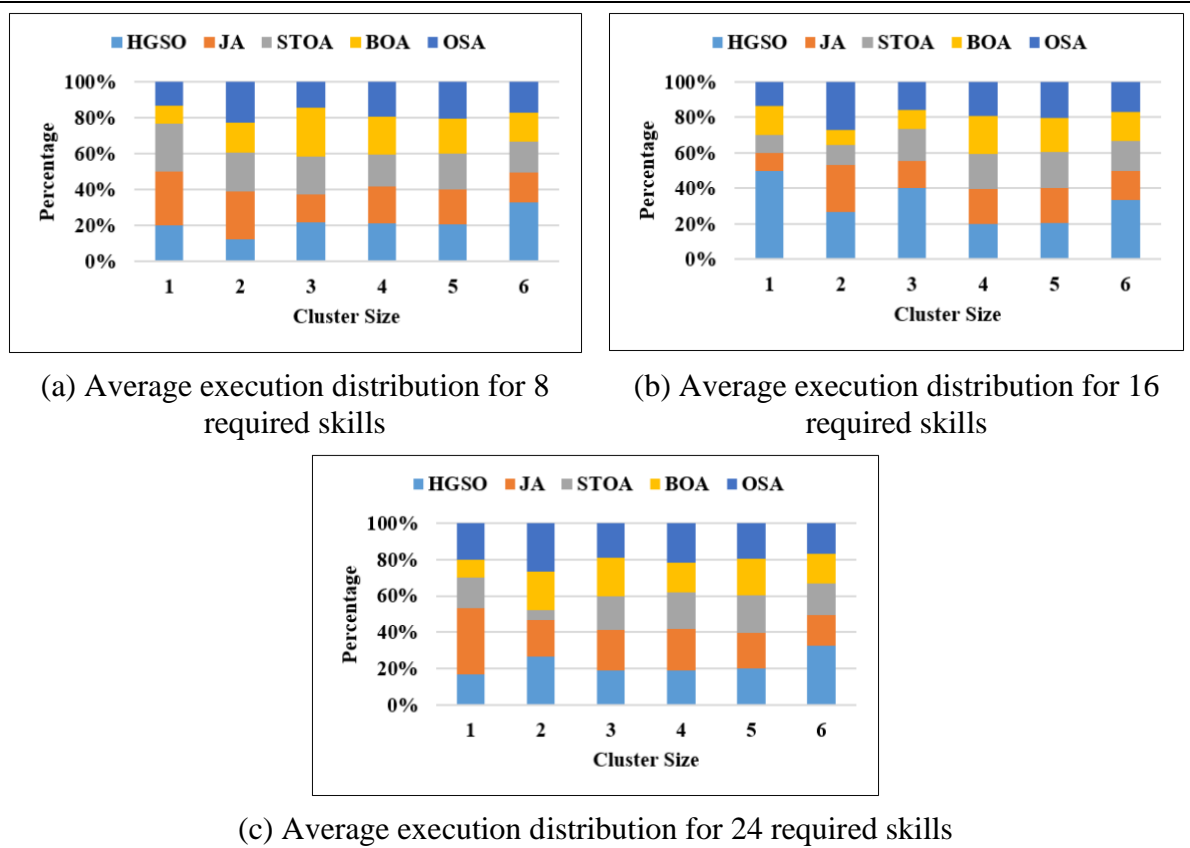 HGSO JA STOA BOA OSA
100%
80%
60%
40%
20%
0%
Percentage
1 2 3 4 5 6
Cluster Size
(a) Average execution distribution for 8
required skills
HGSO JA STOA BOA OSA
100%
80%
60%
40%
20%
0%
Percentage
1 2 3 4 5 6
Cluster Size
(b) Average execution distribution for 16
required skills
HGSO JA STOA BOA OSA
100%
80%
60%
40%
20%
0%
Percentage
1 2 3 4 5 6
Cluster Size
(c) Average execution distribution for 24 required skills